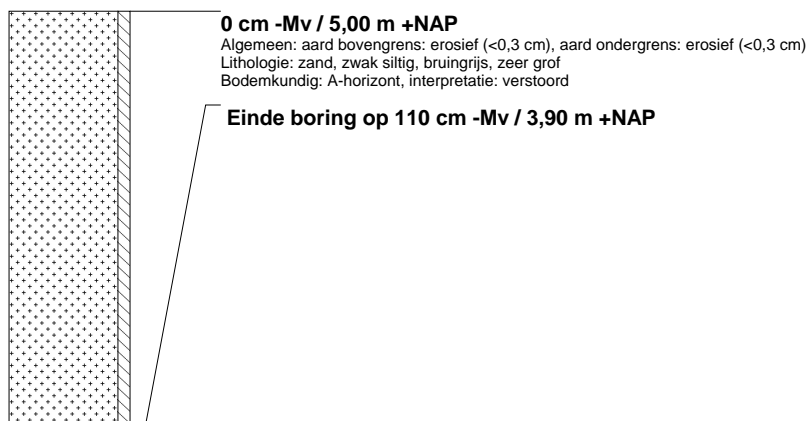 0 cm -Mv / 5,00 m +NAP
Algemeen: aard bovengrens: erosief (<0,3 cm), aard ondergrens: erosief (<0,3 cm)
Lithologie: zand, zwak siltig, bruingrijs, zeer grof
Bodemkundig: A-horizont, interpretatie: verstoord
Einde boring op 110 cm -Mv / 3,90 m +NAP